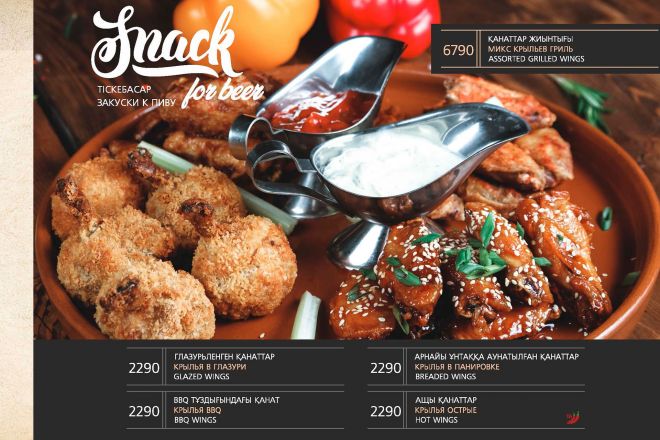 Snack
for beer
ТІСКЕБАСАР
ЗАКУСКИ К ПИВУ
6790
ҚАНАТТАР ЖИЫНТЫҒЫ
МИКС КРЫЛЬЕВ ГРИЛЬ
ASSORTED GRILLED WINGS
2290
ГЛАЗУРЬЛЕНГЕН ҚАНАТТАР
КРЫЛЬЯ В ГЛАЗУРИ
GLAZED WINGS
2290
АРНАЙЫ ҰНТАҚҚА АУНАТЫЛҒАН ҚАНАТТАР
КРЫЛЬЯ В ПАНИРОВКЕ
BREADED WINGS
2290
BBQ ТҰЗДЫҒЫНДАҒЫ ҚАНАТ
КРЫЛЬЯ BBQ
BBQ WINGS
2290
АЩЫ ҚАНАТТАР
КРЫЛЬЯ ОСТРЫЕ
HOT WINGS